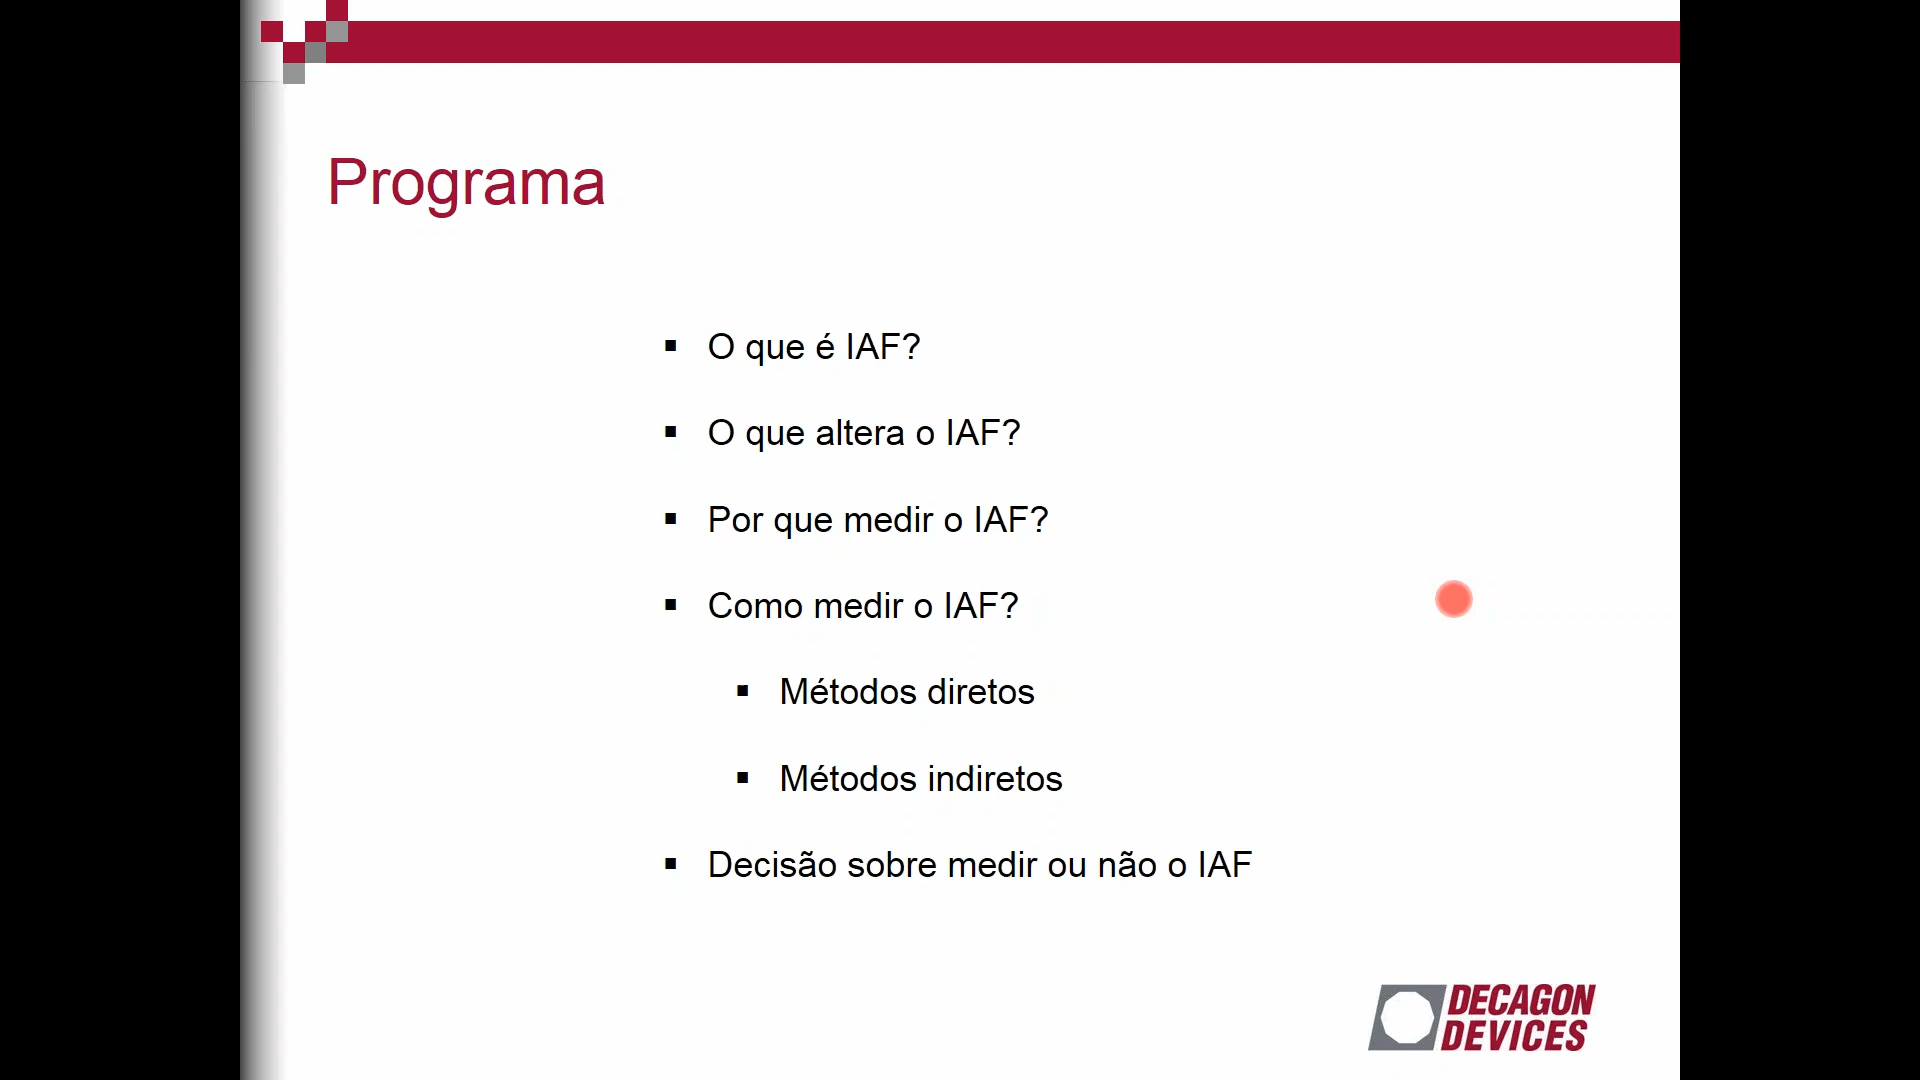 Programa
O que é IAF?
O que altera o IAF?
Por que medir o IAF?
Como medir o IAF?
Métodos diretos
Métodos indiretos
Decisão sobre medir ou não o IAF
DECAGON
DEVICES